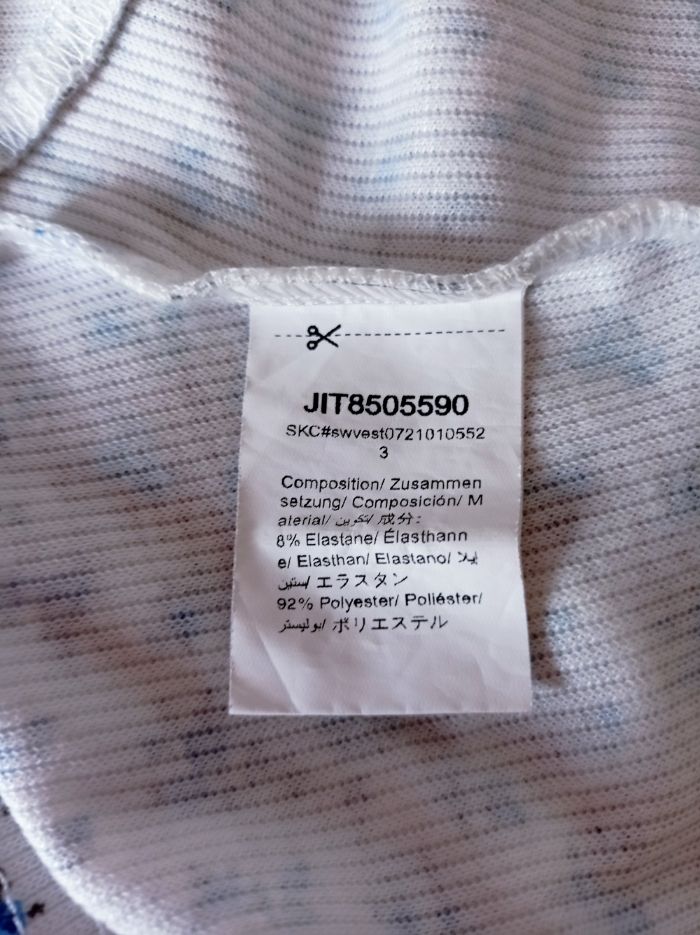 JIT8505590
SKC#swvest0721010552
3
Composition/ Zusammen
setzung/ Composición/ M
aterial/ تكوين/ 成分:
8% Elastane/ Élasthann
e/ Elasthan/ Elastano/ إيلا
ستين/ エラスタン
92% Polyester/ Poliéster/
بوليستر/ ポリエステル